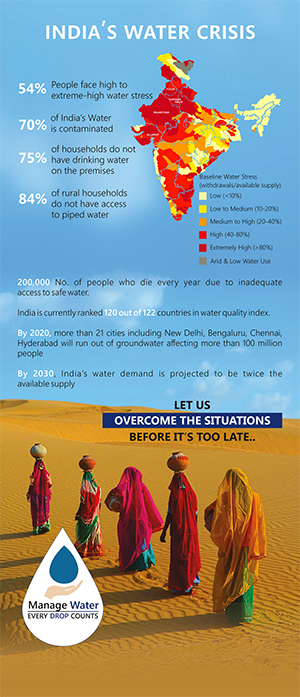 INDIA'S WATER CRISIS
54% People face high to
extreme-high water stress
70% of India's Water
is contaminated
75% of households do not
have drinking water
on the premises
84% of rural households
do not have access
to piped water
Baseline Water Stress
(withdrawals/available supply)
Low (<10%)
Low to Medium (10-20%)
Medium to High (20-40%)
High (40-80%)
Extremely High (>80%)
Arid & Low Water Use
200,000 No. of people who die every year due to inadequate
access to safe water.
India is currently ranked 120 out of 122 countries in water quality index.
By 2020, more than 21 cities including New Delhi, Bengaluru, Chennai,
Hyderabad will run out of groundwater affecting more than 100 million
people
By 2030, India's water demand is projected to be twice the
available supply
LET US
OVERCOME THE SITUATIONS
BEFORE IT'S TOO LATE..
Manage Water
EVERY DROP COUNTS